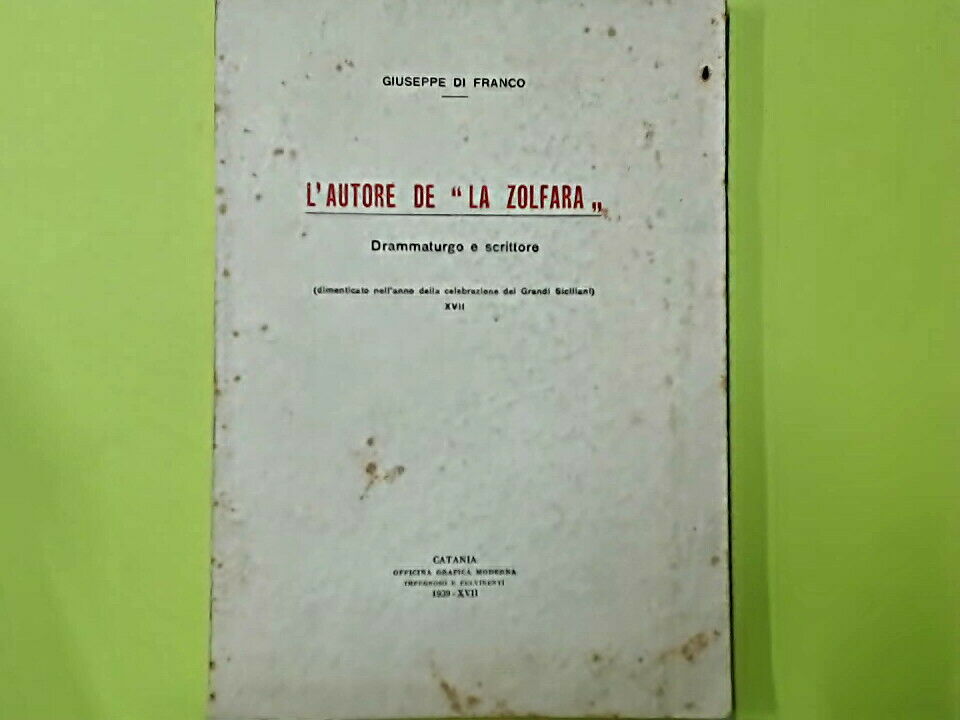 GIUSEPPE DI FRANCO
L'AUTORE DE “ LA ZOLFARA „
Drammaturgo e scrittore
(dimenticato nell'anno della celebrazione dei Grandi Siciliani)
XVII
CATANIA
OFFICINA GRAFICA MODERNA
E
1939 - XVII